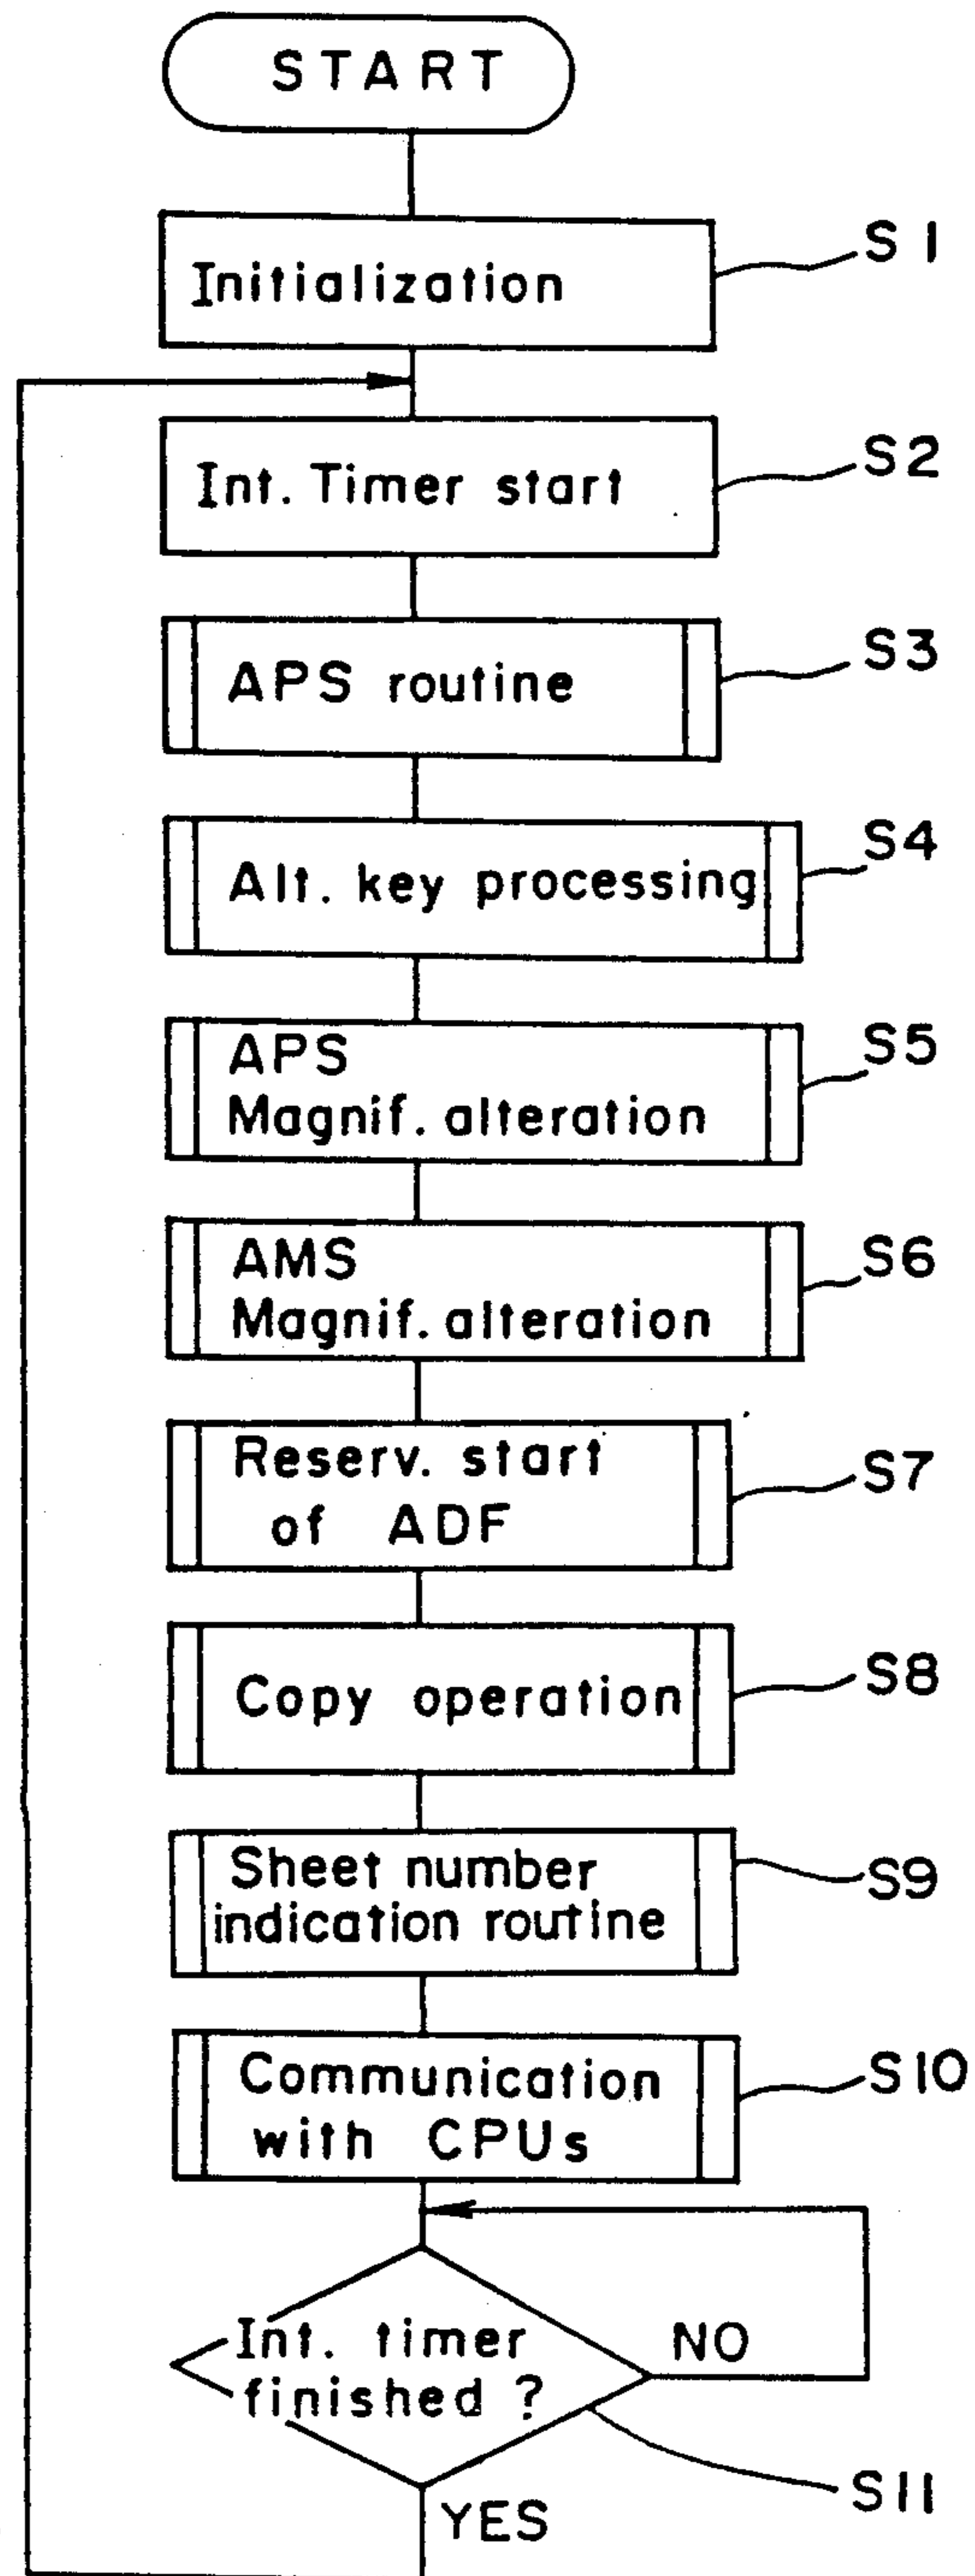 START
Initialization
S1
Int. Timer start
S2
APS routine
S3
Alt. key processing
S4
APS
Magnif. alteration
S5
AMS
Magnif. alteration
S6
Reserv. start
of ADF
S7
Copy operation
S8
Sheet number
indication routine
S9
Communication
with CPUs
S10
Int. timer
finished ?
NO
S11
YES